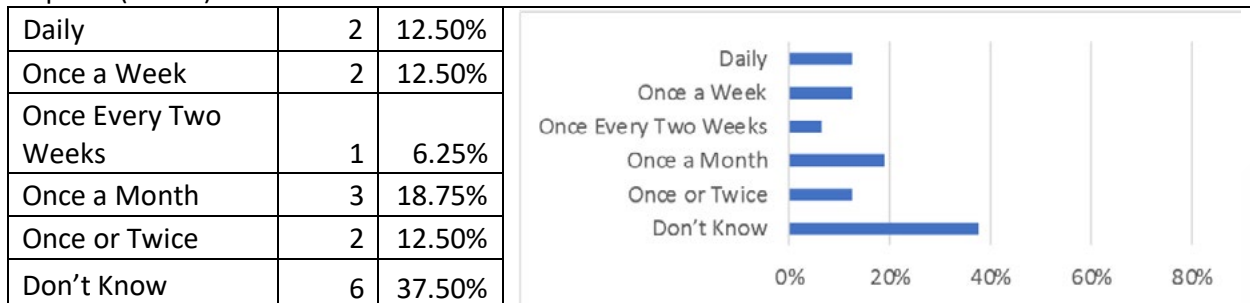 Daily 2 12.50%
Once a Week 2 12.50%
Once Every Two
Weeks 1 6.25%
Once a Month 3 18.75%
Once or Twice 2 12.50%
Don’t Know 6 37.50%
Daily
Once a Week
Once Every Two Weeks
Once a Month
Once or Twice
Don’t Know
0% 20% 40% 60% 80%